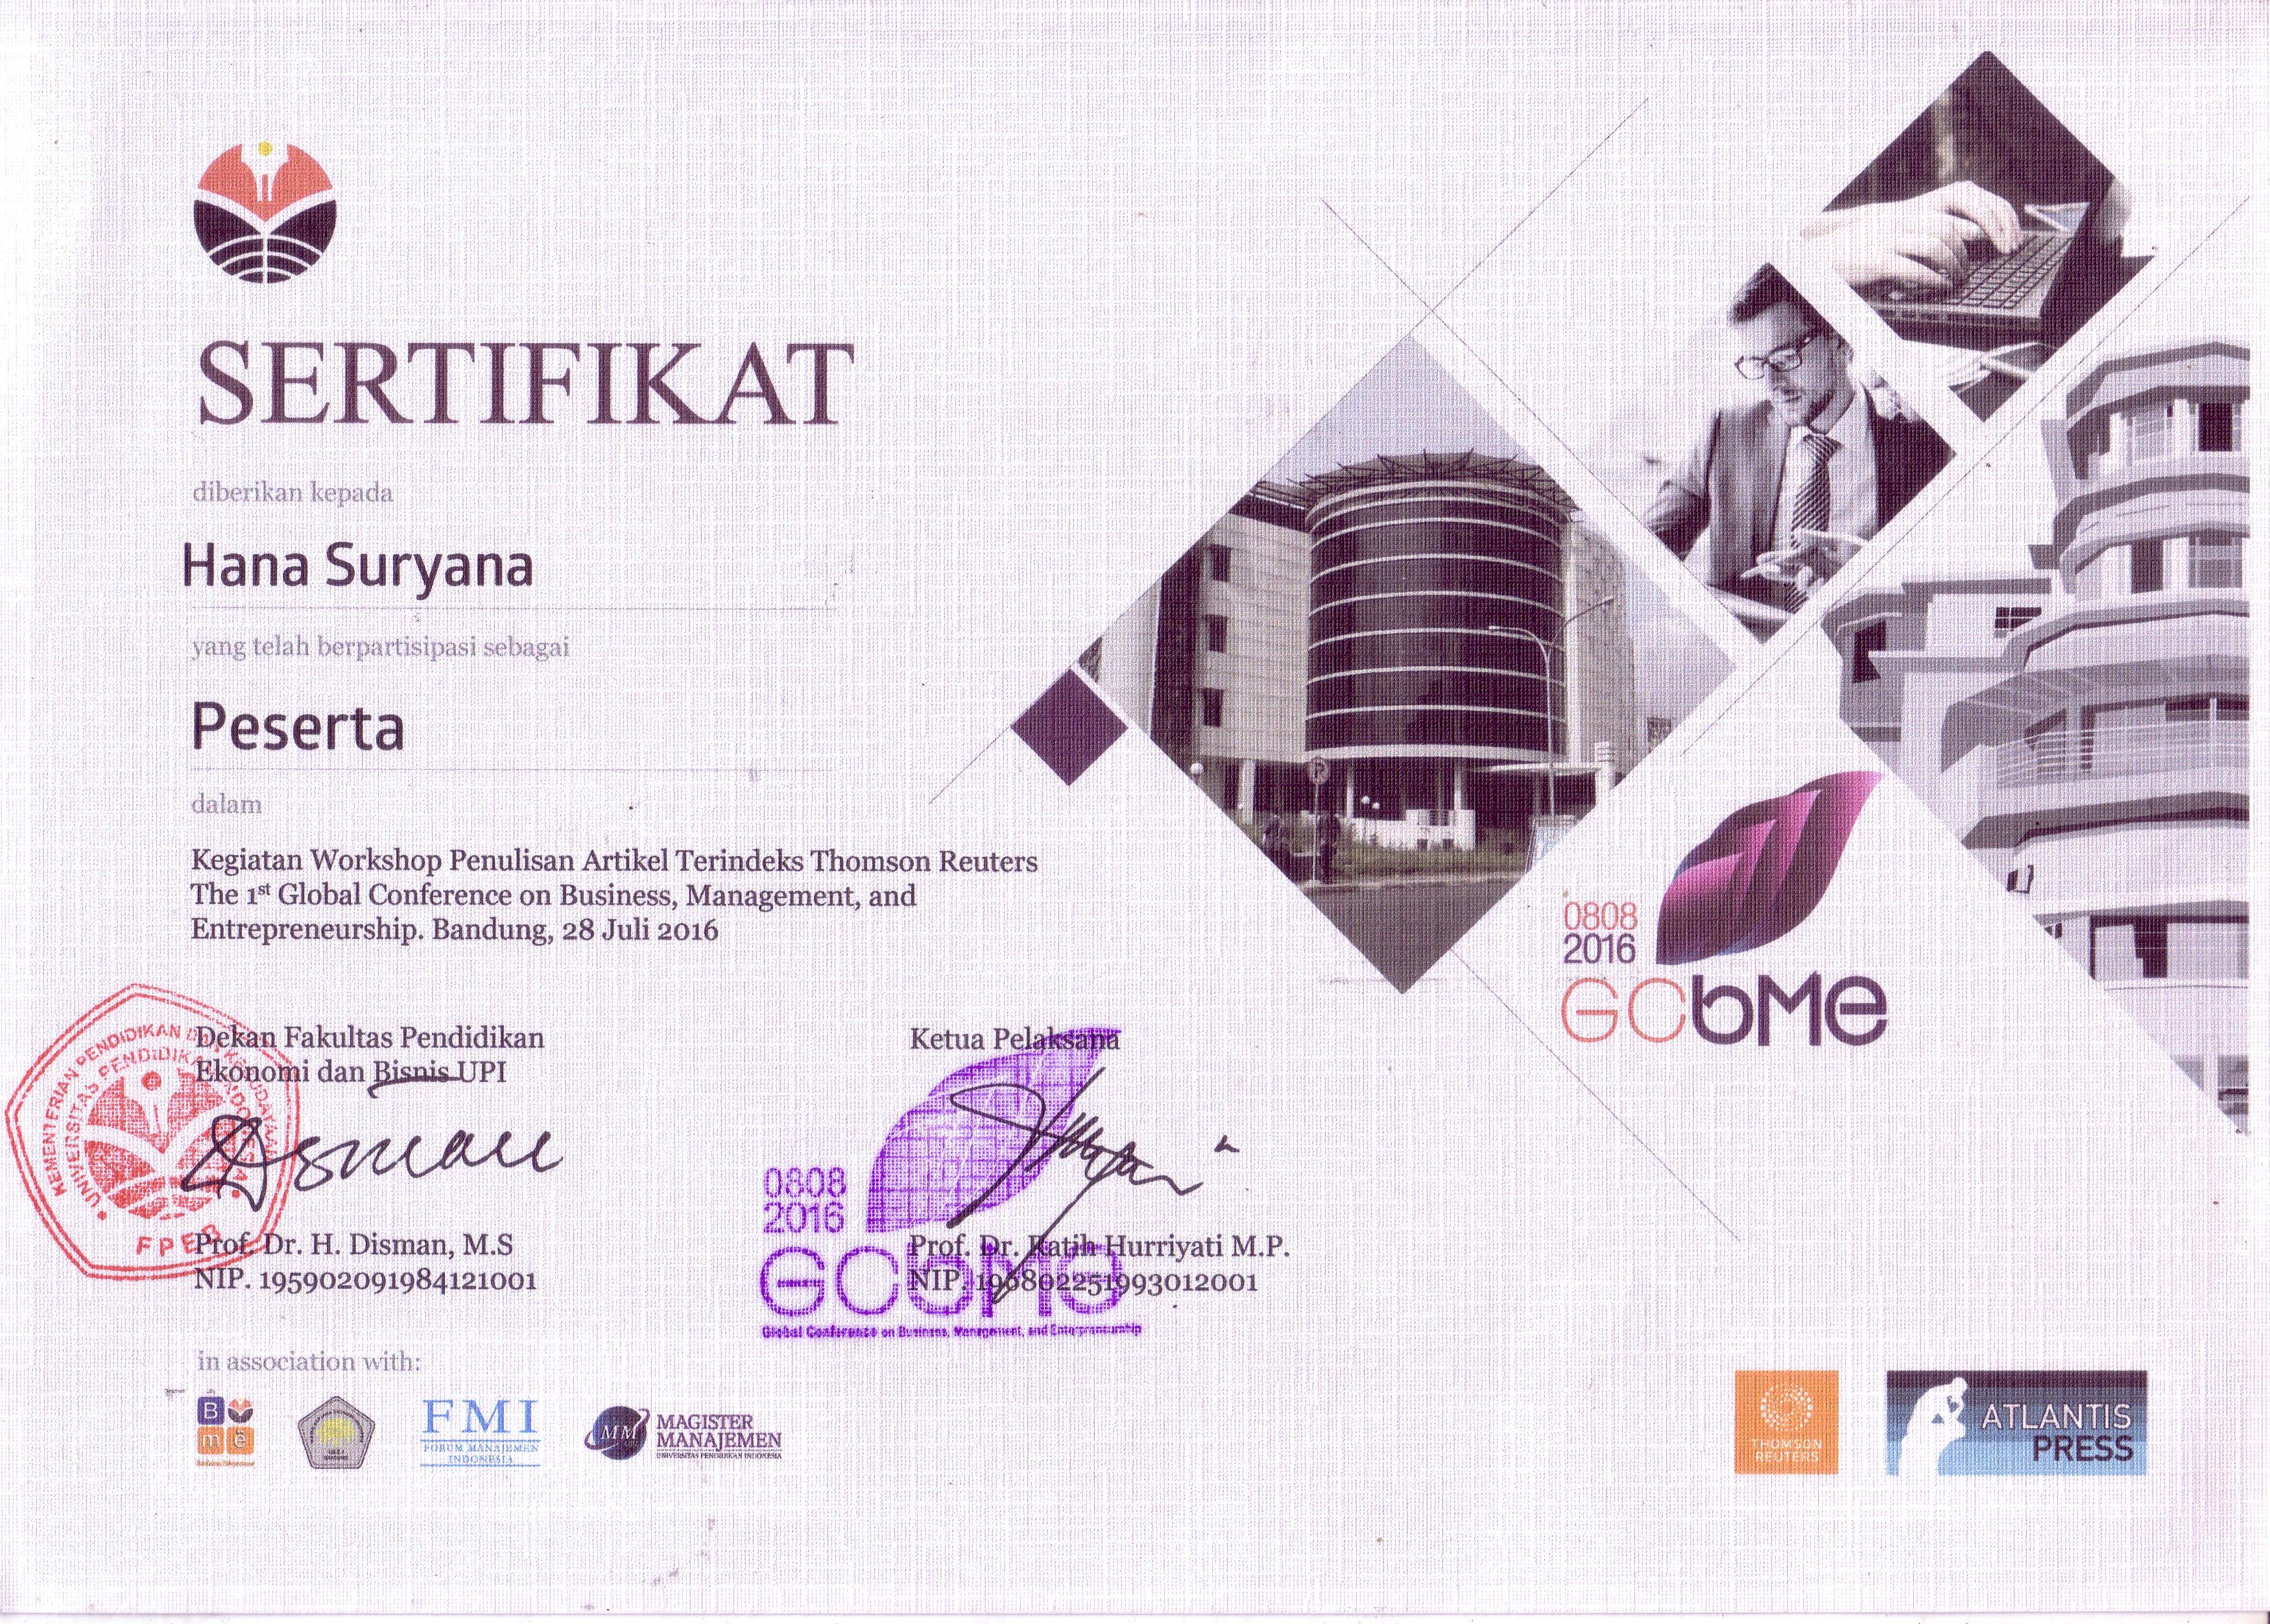 SERTIFIKAT
diberikan kepada
Hana Suryana
yang telah berpartisipasi sebagai
Peserta
dalam
Kegiatan Workshop Penulisan Artikel Terindeks Thomson Reuters
The 1st Global Conference on Business, Management, and
Entrepreneurship. Bandung, 28 Juli 2016
0808
2016
GCbMe
Dekan Fakultas Pendidikan
Ekonomi dan Bisnis UPI
Ketua Pelaksana
KEMENTERIAN PENDIDIKAN DAN KEBUDAYAAN
UNIVERSITAS PENDIDIKAN INDONESIA
FPEB
Disman
0808
2016
GCbMe
Global Conference on Business, Management, and Enterpreneurship
Prof. Dr. H. Disman, M.S
NIP. 195902091984121001
Prof. Dr. Ratih Hurriyati M.P.
NIP. 196802251993012001
in association with:
B
me
FMI
FORUM MANAJEMEN
INDONESIA
MM
MAGISTER
MANAJEMEN
UNIVERSITAS PENDIDIKAN INDONESIA
THOMSON
REUTERS
ATLANTIS
PRESS